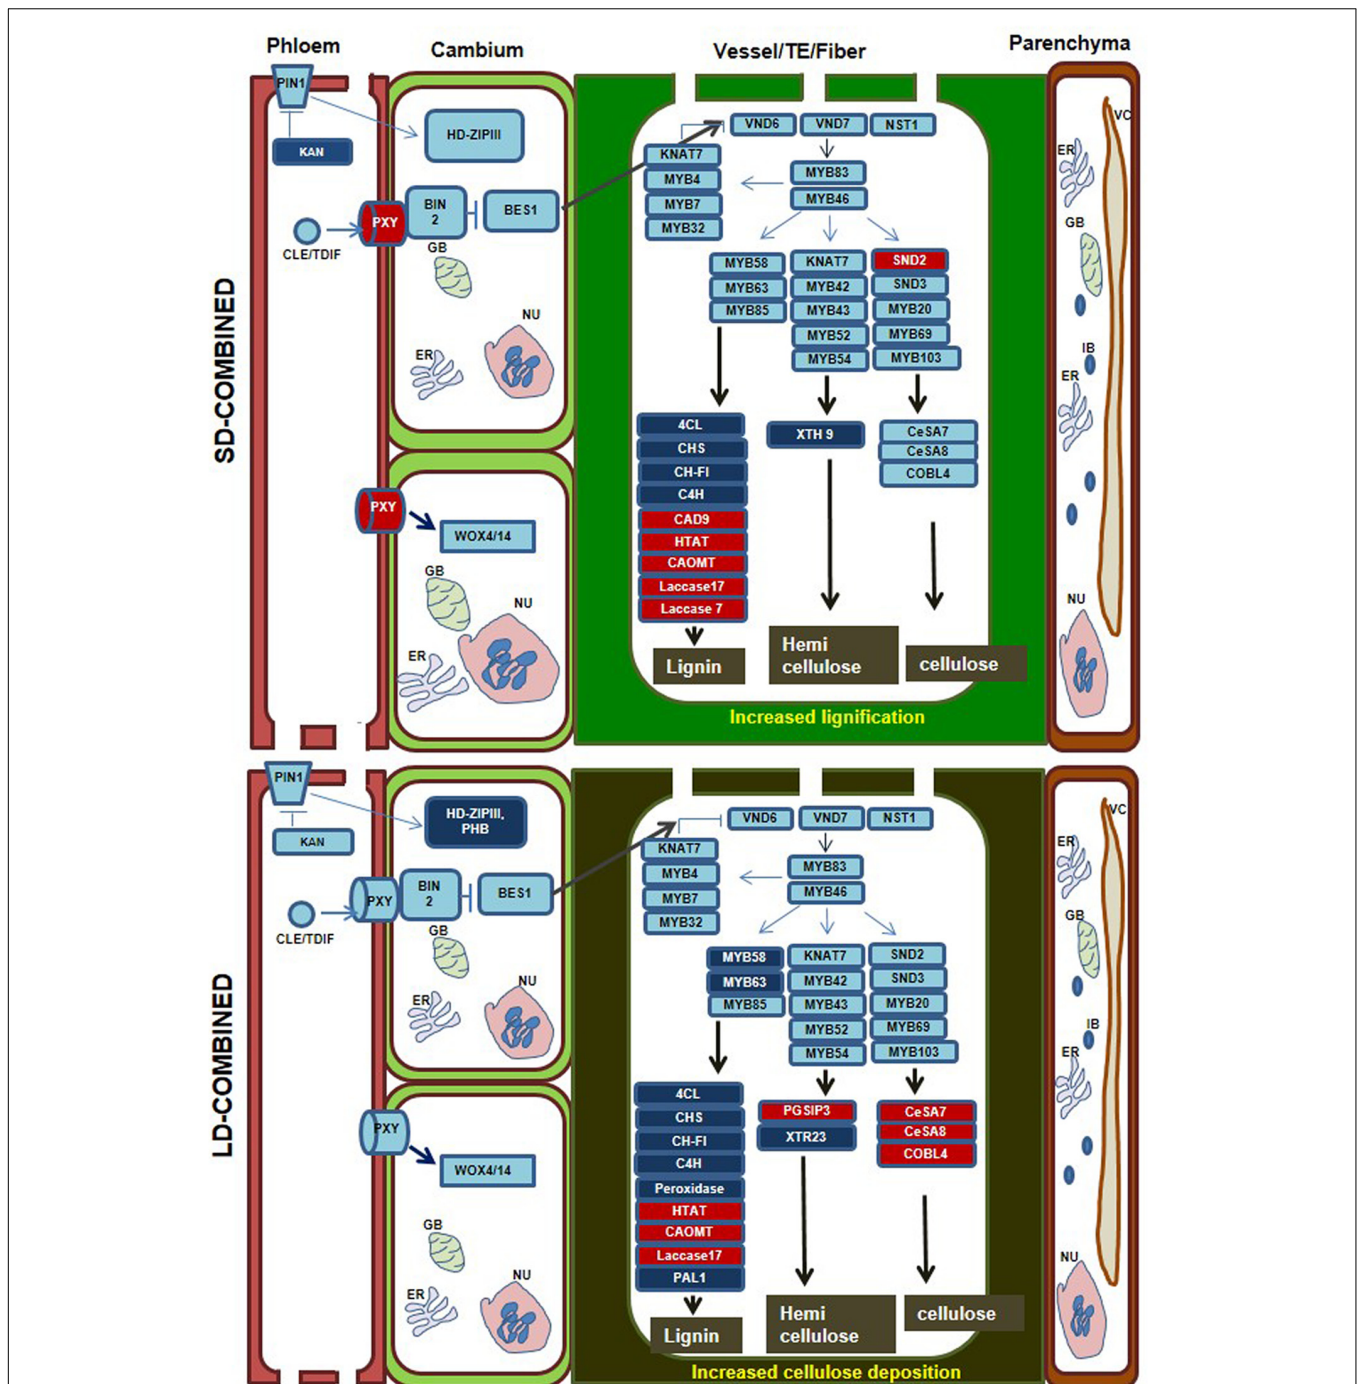 Phloem
Cambium
Vessel/TE/Fiber
Parenchyma
SD-COMBINED
PIN1
KAN
HD-ZIPIII
CLE/TDIF
PXY
BIN
2
BES1
GB
NU
ER
PXY
WOX4/14
GB
NU
ER
VND6
VND7
NST1
KNAT7
MYB4
MYB7
MYB32
MYB83
MYB46
MYB58
MYB63
MYB85
KNAT7
MYB42
MYB43
MYB52
MYB54
SND2
SND3
MYB20
MYB69
MYB103
4CL
CHS
CH-FI
C4H
CAD9
HTAT
CAOMT
Laccase17
Laccase 7
XTH 9
CeSA7
CeSA8
COBL4
Lignin
Hemi
cellulose
cellulose
Increased lignification
VC
ER
GB
IB
ER
NU
LD-COMBINED
PIN1
KAN
HD-ZIPIII,
PHB
CLE/TDIF
PXY
BIN
2
BES1
GB
NU
ER
PXY
WOX4/14
GB
NU
ER
VND6
VND7
NST1
KNAT7
MYB4
MYB7
MYB32
MYB83
MYB46
MYB58
MYB63
MYB85
KNAT7
MYB42
MYB43
MYB52
MYB54
SND2
SND3
MYB20
MYB69
MYB103
4CL
CHS
CH-FI
C4H
Peroxidase
HTAT
CAOMT
Laccase17
PAL1
PGSIP3
XTR23
CeSA7
CeSA8
COBL4
Lignin
Hemi
cellulose
cellulose
Increased cellulose deposition
VC
ER
GB
IB
ER
NU